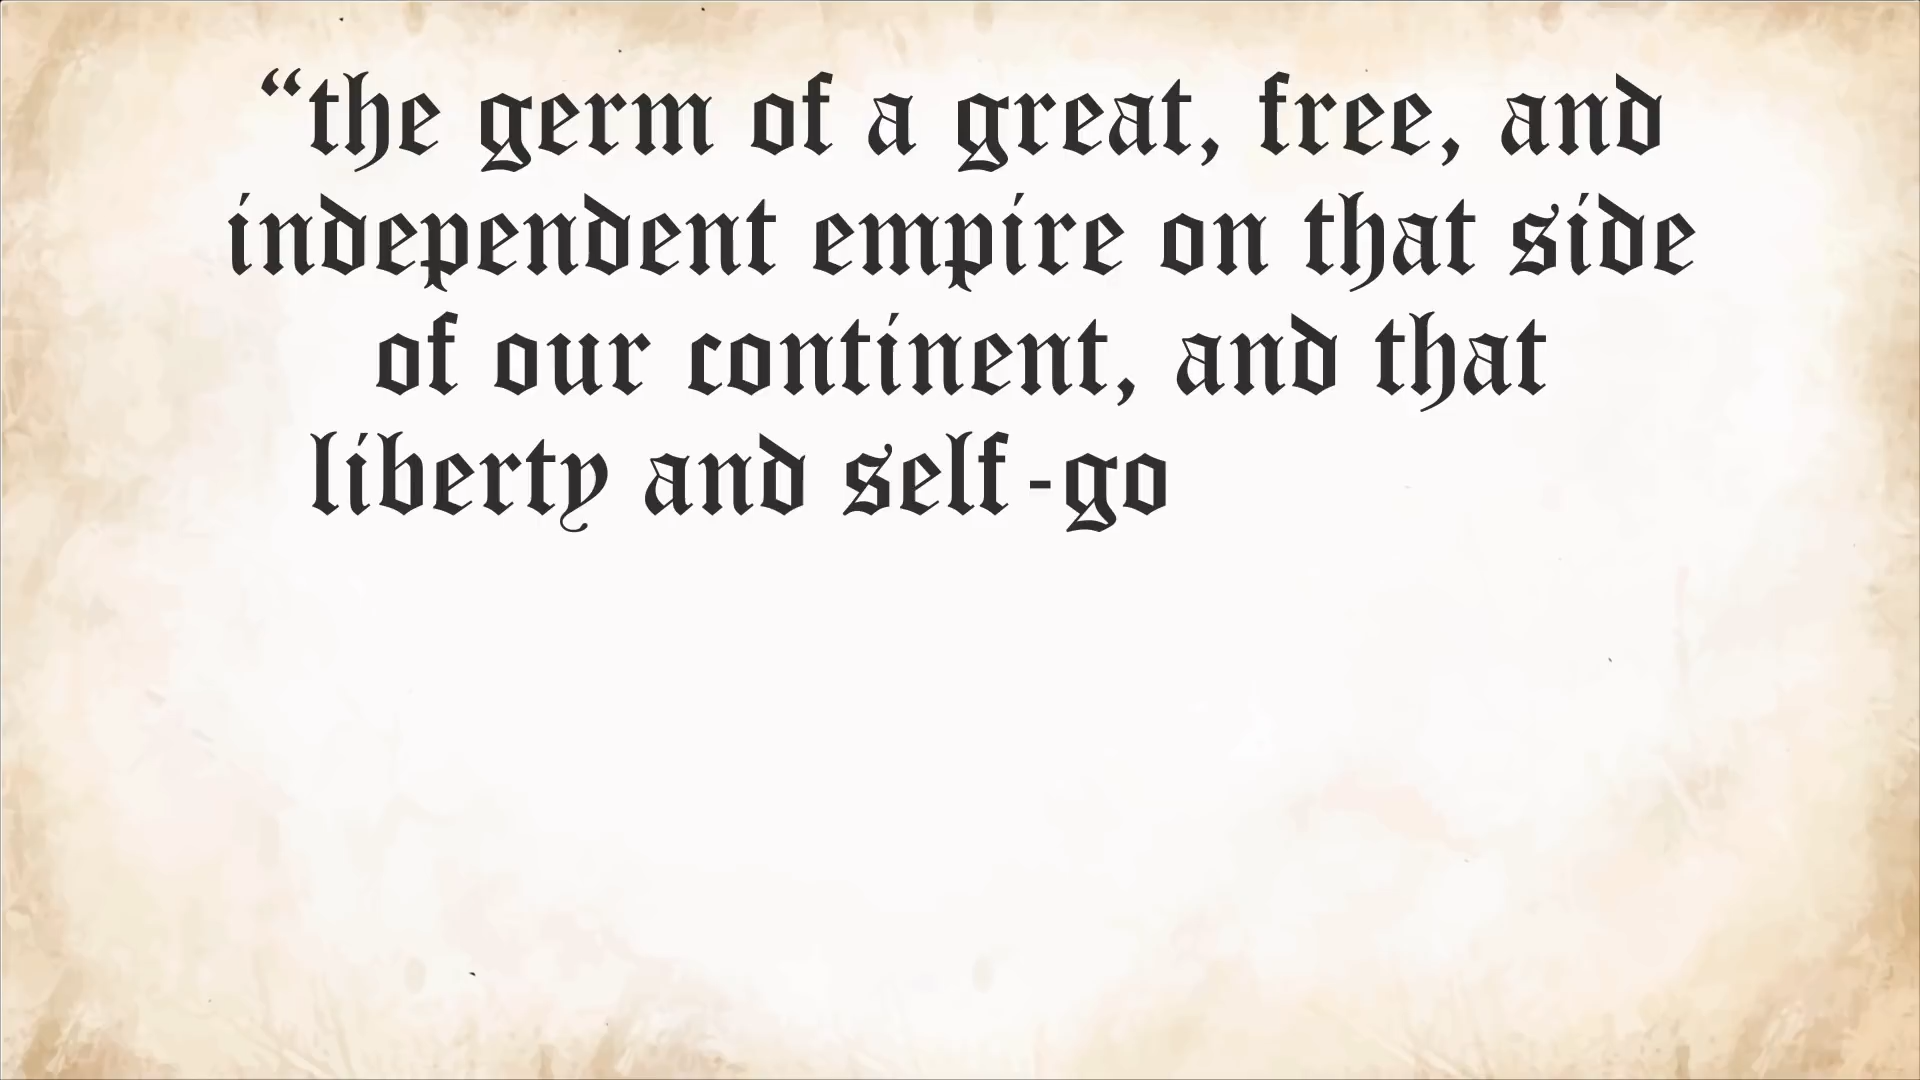 “the germ of a great, free, and
independent empire on that side
of our continent, and that
liberty and self-go